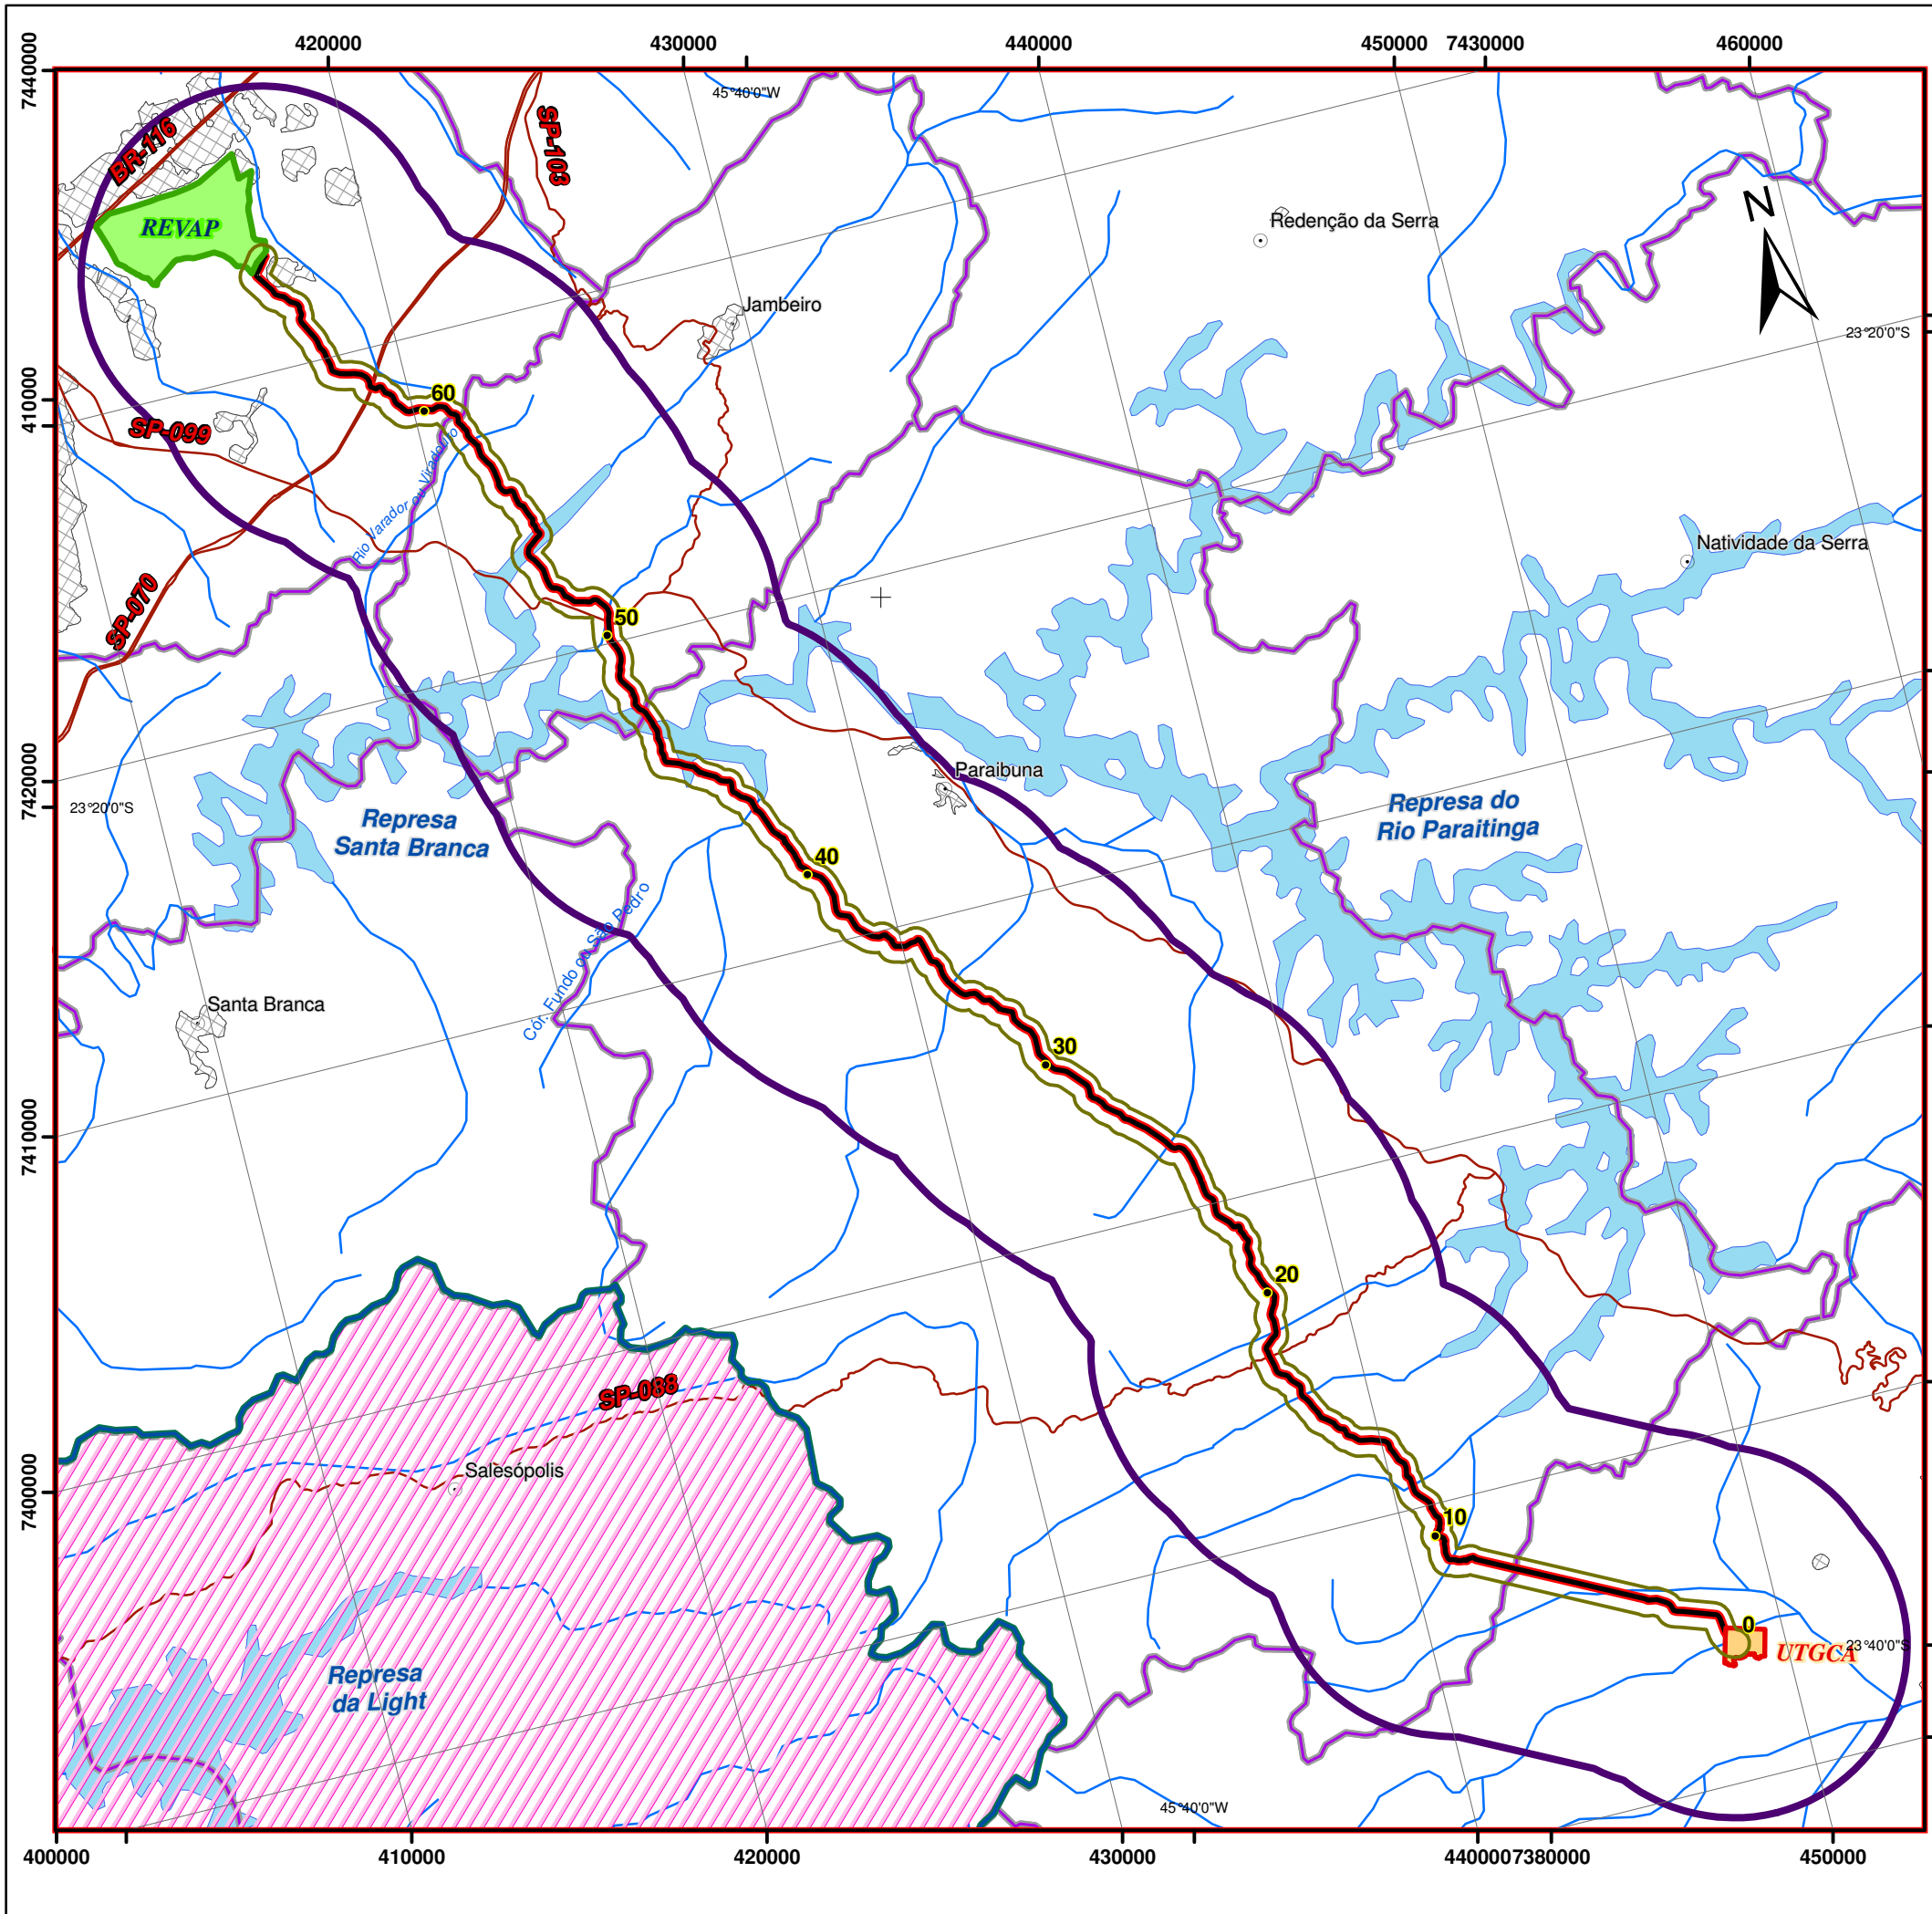 420000
430000
440000
450000
7430000
460000
7440000
45°40'0"W
BR-116
SP-103
N
REVAP
Redenção da Serra
Jambeiro
23°20'0"S
410000
60
SP-099
Rio Varador ou Viradouro
Natividade da Serra
SP-070
50
7420000
23°20'0"S
Paraibuna
Represa
Santa Branca
Represa do
Rio Paraitinga
40
Cór. Fundo ou São Pedro
Santa Branca
30
7410000
20
SP-088
Salesópolis
7400000
10
0
UTGCA
23°40'0"S
Represa
da Light
45°40'0"W
400000
410000
420000
430000
440000
7380000
450000